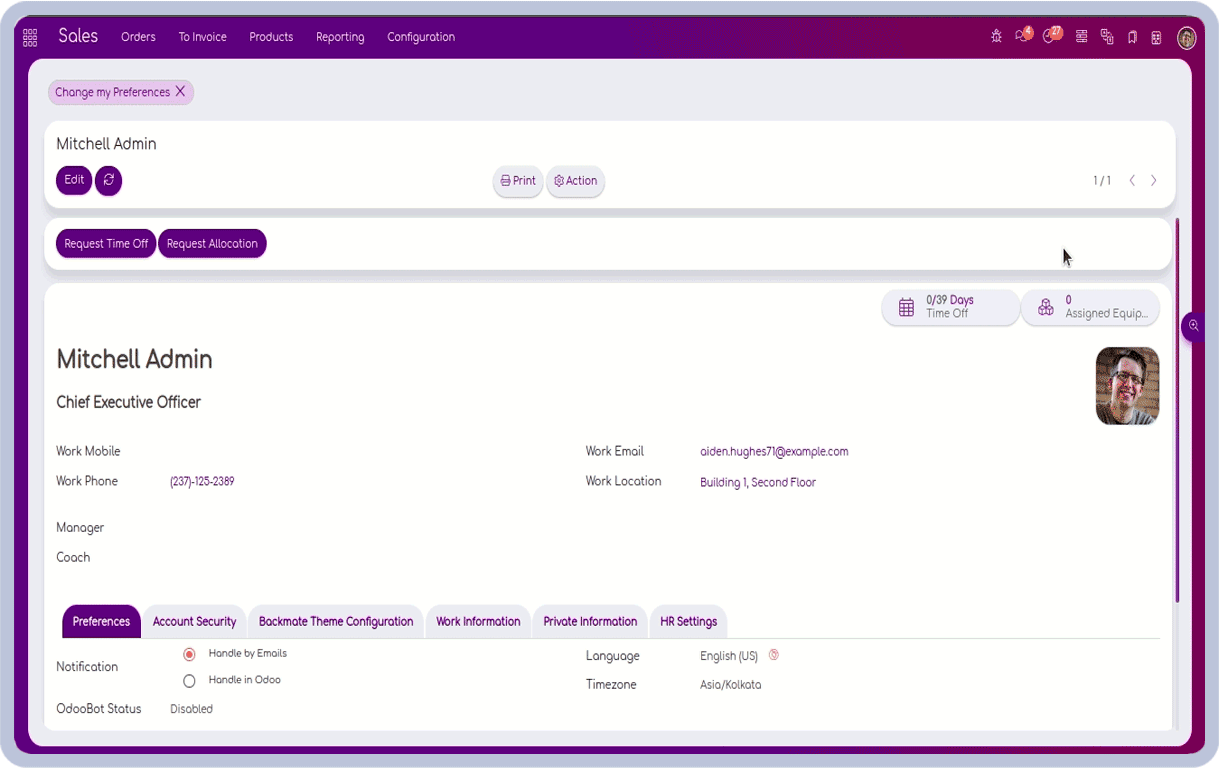 Sales Orders To Invoice Products Reporting Configuration 4 27
Change my Preferences X
Mitchell Admin
Edit Print Action 1 / 1
Request Time Off Request Allocation
0/39 Days 0
Time Off Assigned Equip...
Mitchell Admin
Chief Executive Officer
Work Mobile Work Email aiden.hughes71@example.com
Work Phone (237)-125-2389 Work Location Building 1, Second Floor
Manager
Coach
Preferences Account Security Backmate Theme Configuration Work Information Private Information HR Settings
Notification Handle by Emails Language English (US)
Handle in Odoo Timezone Asia/Kolkata
OdooBot Status Disabled